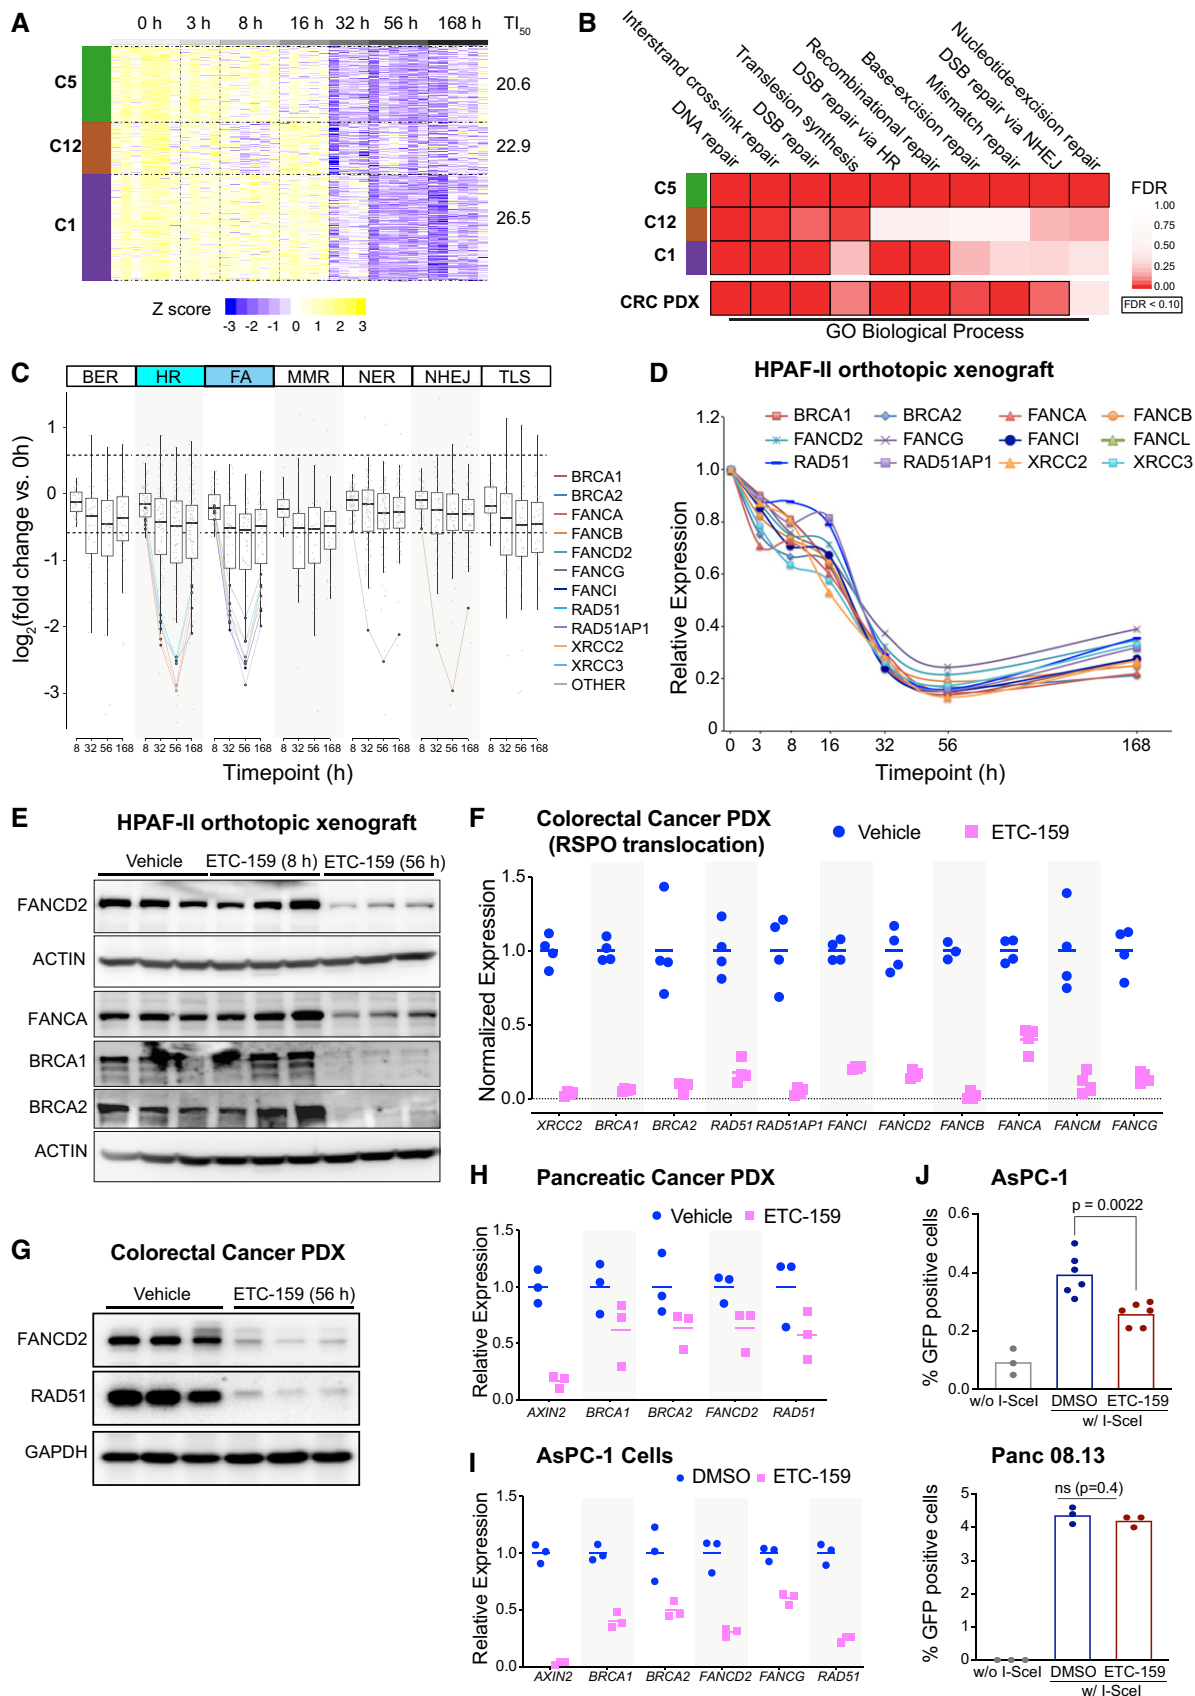 A
0 h 3 h 8 h 16 h 32 h 56 h 168 h TI50
C5
C12
C1
20.6
22.9
26.5
Z score
-3 -2 -1 0 1 2 3
B
DNA repair
Interstrand cross-link repair
DSB repair
Translesion synthesis
DSB repair via HR
Recombinational repair
Base-excision repair
Mismatch repair
DSB repair via NHEJ
Nucleotide-excision repair
C5
C12
C1
CRC PDX
GO Biological Process
FDR
1.00
0.75
0.50
0.25
0.00
FDR < 0.10
C
BER HR FA MMR NER NHEJ TLS
log2(fold change vs. 0h)
1
0
-1
-2
-3
8 32 56 168 8 32 56 168 8 32 56 168 8 32 56 168 8 32 56 168 8 32 56 168 8 32 56 168
Timepoint (h)
BRCA1
BRCA2
FANCA
FANCB
FANCD2
FANCG
FANCI
RAD51
RAD51AP1
XRCC2
XRCC3
OTHER
D
HPAF-II orthotopic xenograft
BRCA1 BRCA2 FANCA FANCB
FANCD2 FANCG FANCI FANCL
RAD51 RAD51AP1 XRCC2 XRCC3
Relative Expression
1.2
1.0
0.8
0.6
0.4
0.2
0
0 3 8 16 32 56 168
Timepoint (h)
E
HPAF-II orthotopic xenograft
Vehicle ETC-159 (8 h) ETC-159 (56 h)
FANCD2
ACTIN
FANCA
BRCA1
BRCA2
ACTIN
F
Colorectal Cancer PDX
(RSPO translocation)
Vehicle ETC-159
Normalized Expression
1.5
1.0
0.5
0.0
XRCC2 BRCA1 BRCA2 RAD51 RAD51AP1 FANCI FANCD2 FANCB FANCA FANCM FANCG
G
Colorectal Cancer PDX
Vehicle ETC-159 (56 h)
FANCD2
RAD51
GAPDH
H
Pancreatic Cancer PDX
Vehicle ETC-159
Relative Expression
1.5
1.0
0.5
0.0
AXIN2 BRCA1 BRCA2 FANCD2 RAD51
I
AsPC-1 Cells
DMSO ETC-159
Relative Expression
1.5
1.0
0.5
0.0
AXIN2 BRCA1 BRCA2 FANCD2 FANCG RAD51
J
AsPC-1
p = 0.0022
% GFP positive cells
0.6
0.4
0.2
0.0
w/o I-SceI DMSO ETC-159
w/ I-SceI
Panc 08.13
ns (p=0.4)
% GFP positive cells
5
4
3
2
1
0
w/o I-SceI DMSO ETC-159
w/ I-SceI